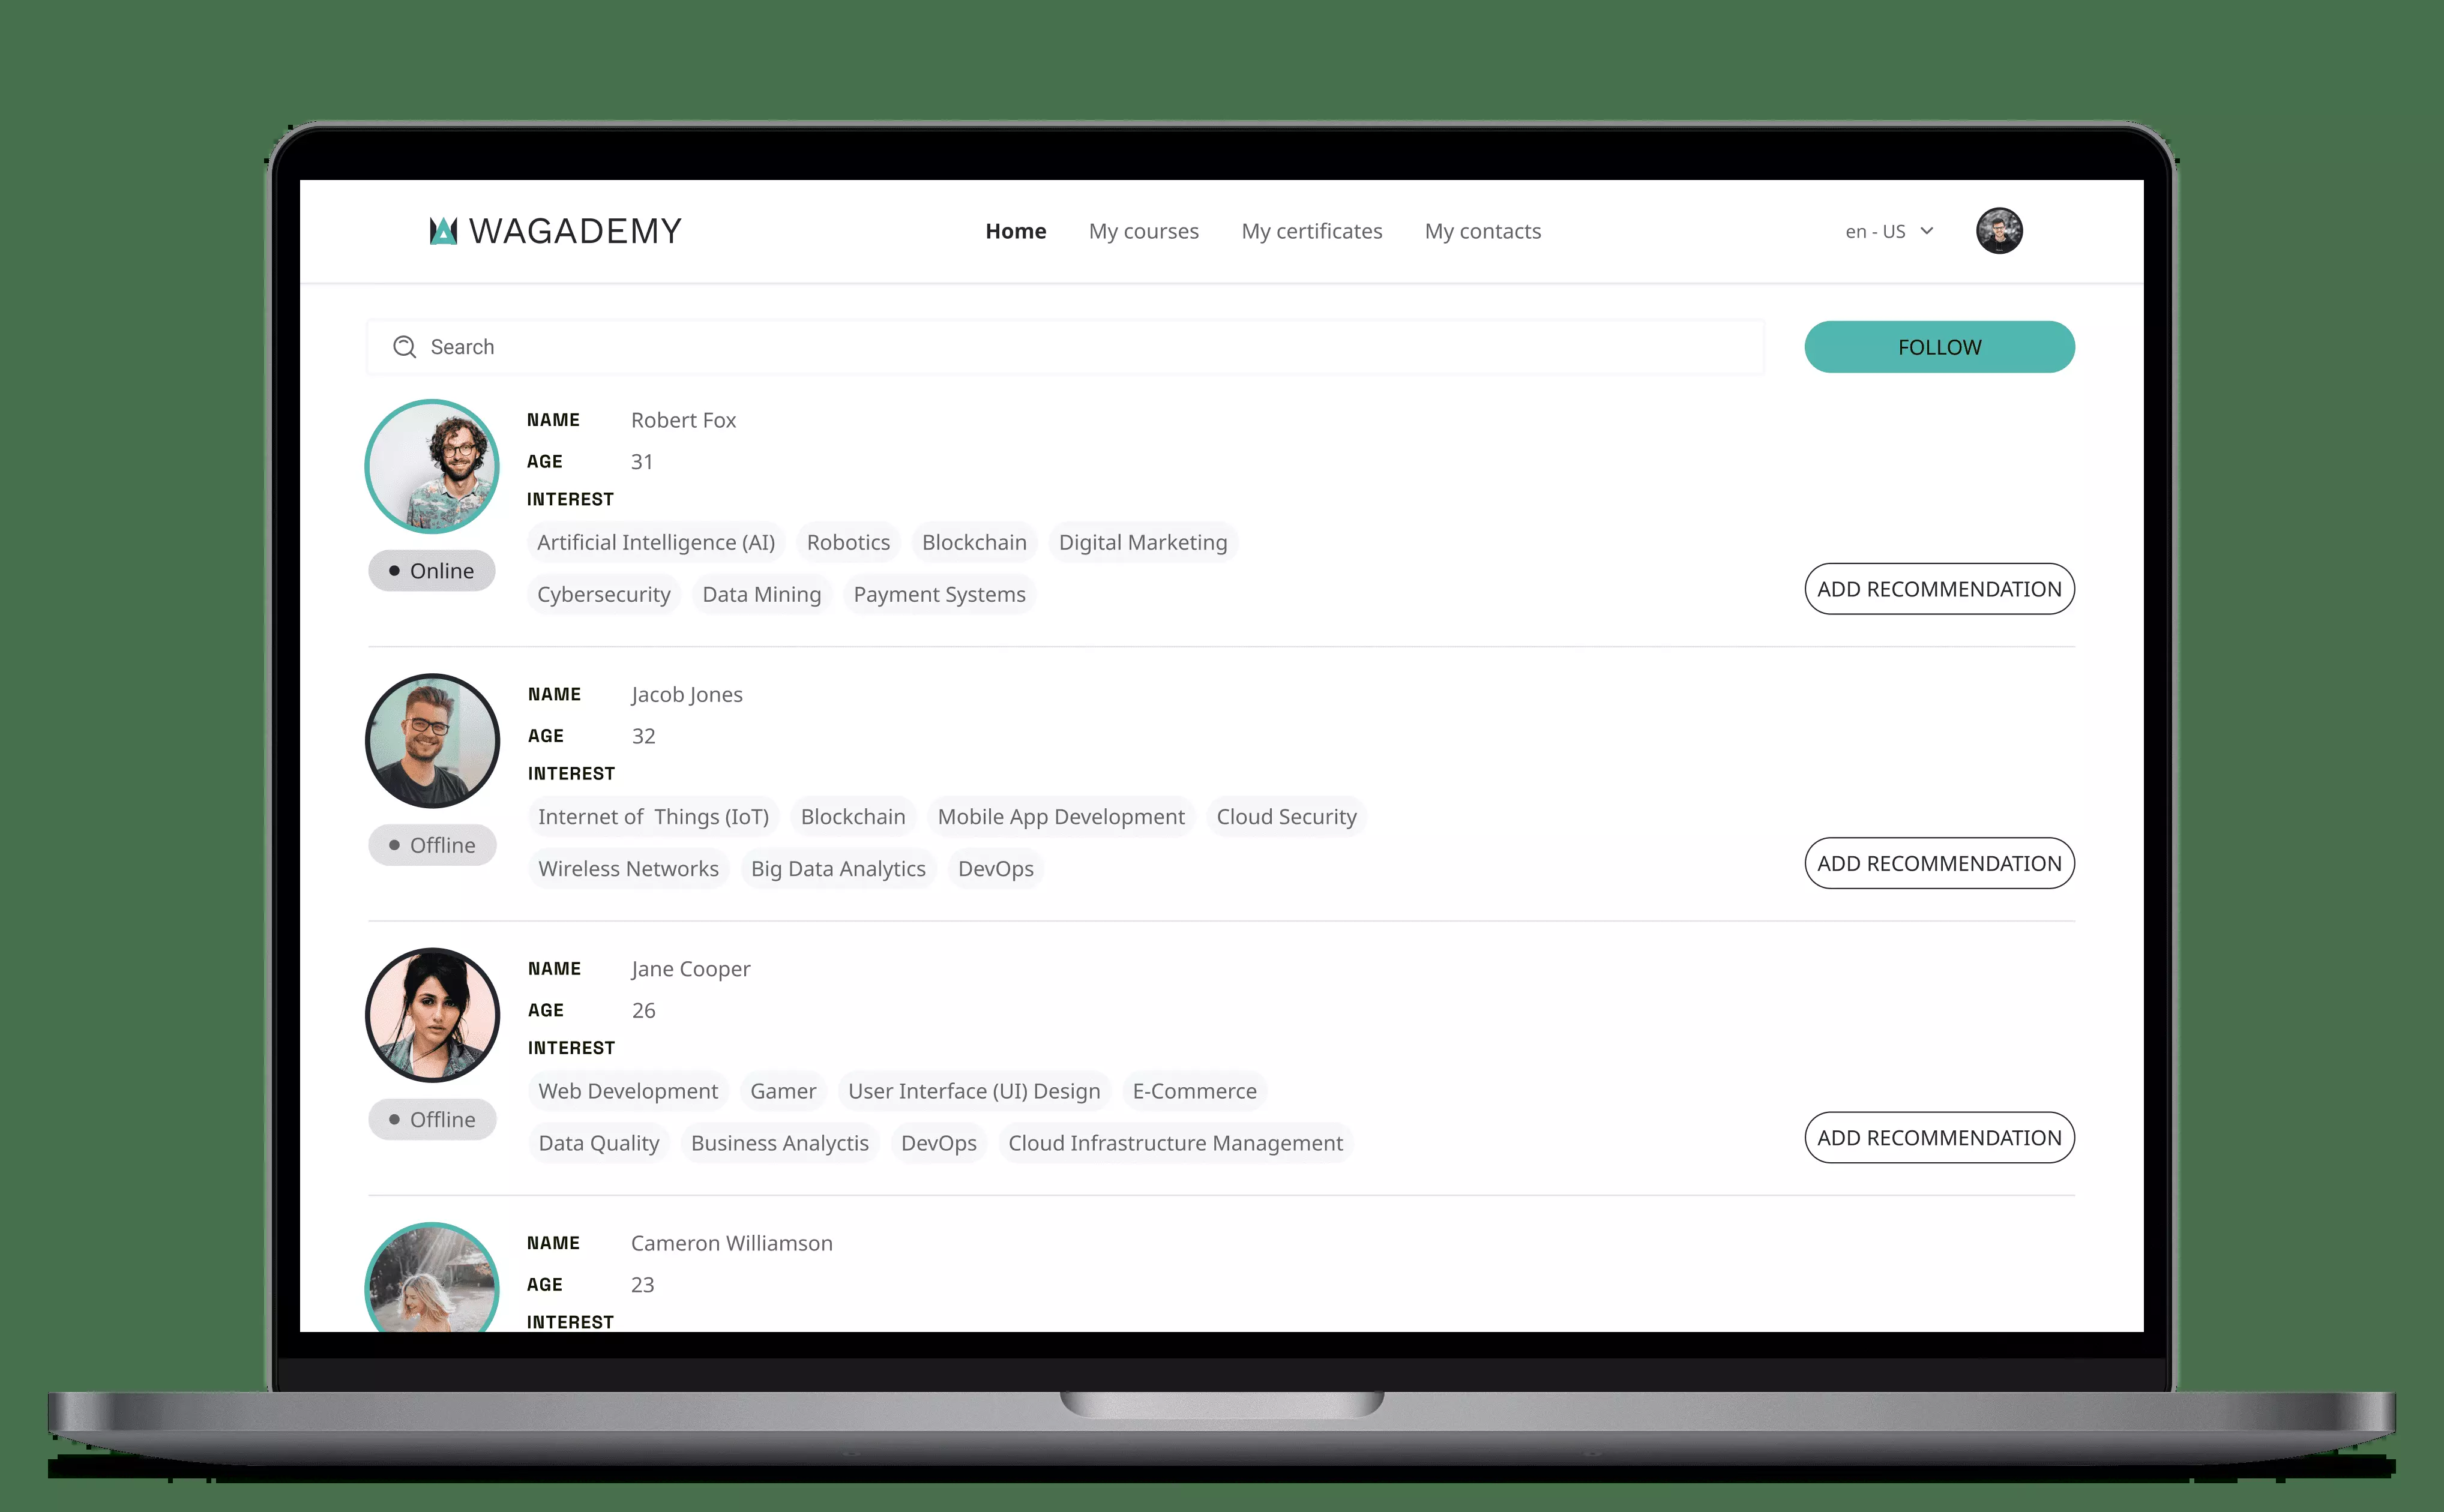 WAGADEMY Home My courses My certificates My contacts en - US
Search FOLLOW
NAME Robert Fox
AGE 31
INTEREST
Artificial Intelligence (AI) Robotics Blockchain Digital Marketing
Online
Cybersecurity Data Mining Payment Systems ADD RECOMMENDATION
NAME Jacob Jones
AGE 32
INTEREST
Internet of  Things (IoT) Blockchain Mobile App Development Cloud Security
Offline
Wireless Networks Big Data Analytics DevOps ADD RECOMMENDATION
NAME Jane Cooper
AGE 26
INTEREST
Web Development Gamer User Interface (UI) Design E-Commerce
Offline
Data Quality Business Analyctis DevOps Cloud Infrastructure Management ADD RECOMMENDATION
NAME Cameron Williamson
AGE 23
INTEREST